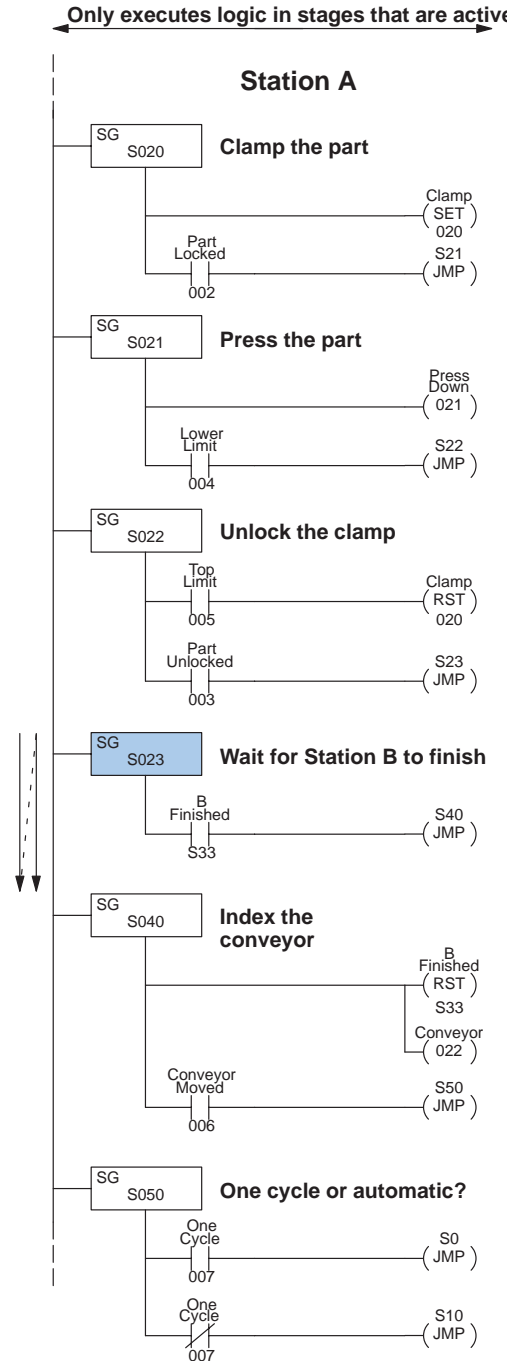 Only executes logic in stages that are active
Station A
SG
S020
Clamp the part
Clamp
SET
020
Part
Locked
002
S21
JMP
SG
S021
Press the part
Press
Down
021
Lower
Limit
004
S22
JMP
SG
S022
Unlock the clamp
Top
Limit
005
Clamp
RST
020
Part
Unlocked
003
S23
JMP
SG
S023
Wait for Station B to finish
B
Finished
S33
S40
JMP
SG
S040
Index the
conveyor
B
Finished
RST
S33
Conveyor
022
Conveyor
Moved
006
S50
JMP
SG
S050
One cycle or automatic?
One
Cycle
007
S0
JMP
One
Cycle
007
S10
JMP